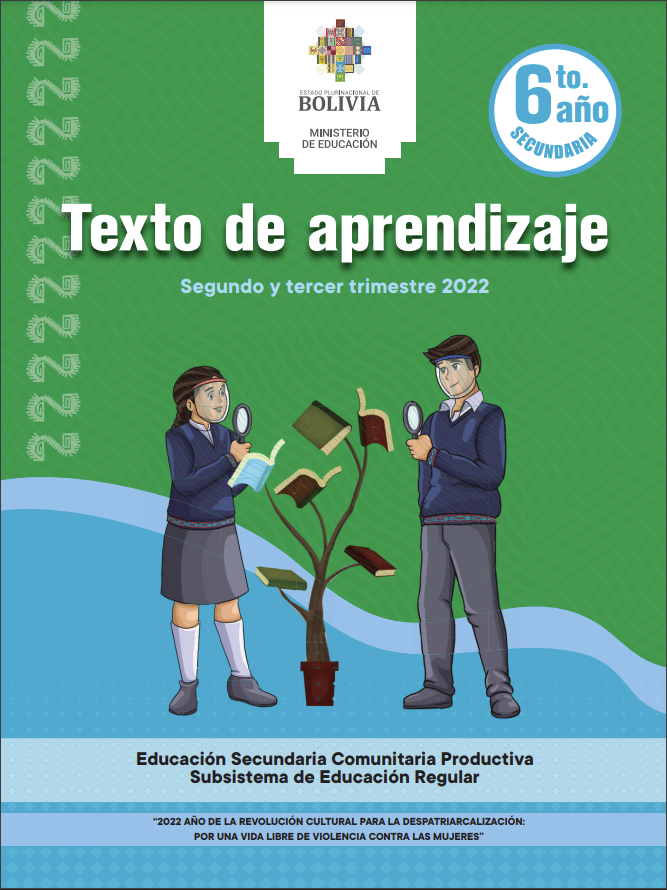 ESTADO PLURINACIONAL DE
BOLIVIA
MINISTERIO
DE EDUCACIÓN
6to.
año
SECUNDARIA
Texto de aprendizaje
Segundo y tercer trimestre 2022
Educación Secundaria Comunitaria Productiva
Subsistema de Educación Regular
“2022 AÑO DE LA REVOLUCIÓN CULTURAL PARA LA DESPATRIARCALIZACIÓN:
POR UNA VIDA LIBRE DE VIOLENCIA CONTRA LAS MUJERES”